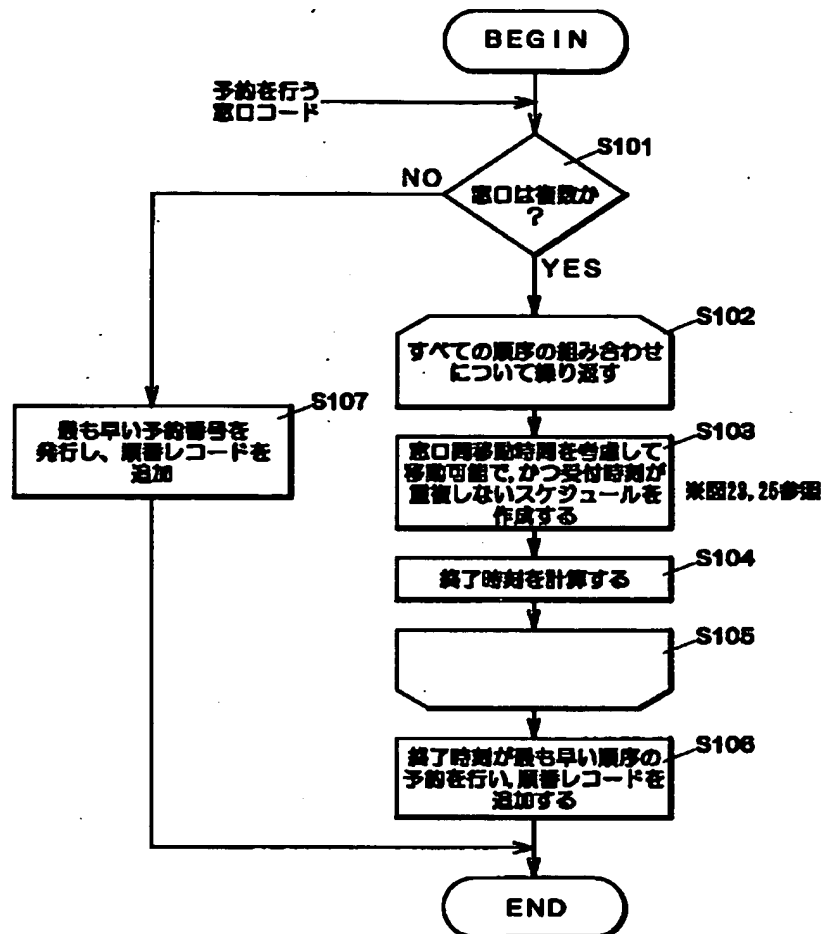 BEGIN
予約を行う
窓口コード
S101
NO
窓口は複数か
?
YES
S102
すべての順序の組み合わせ
について繰り返す
S107
最も早い予約番号を
発行し、順番レコードを
追加
S103
窓口間移動時間を考慮して
移動可能で,かつ受付時刻が
重複しないスケジュールを
作成する
※図23,25参照
S104
終了時刻を計算する
S105
S106
終了時刻が最も早い順序の
予約を行い,順番レコードを
追加する
END